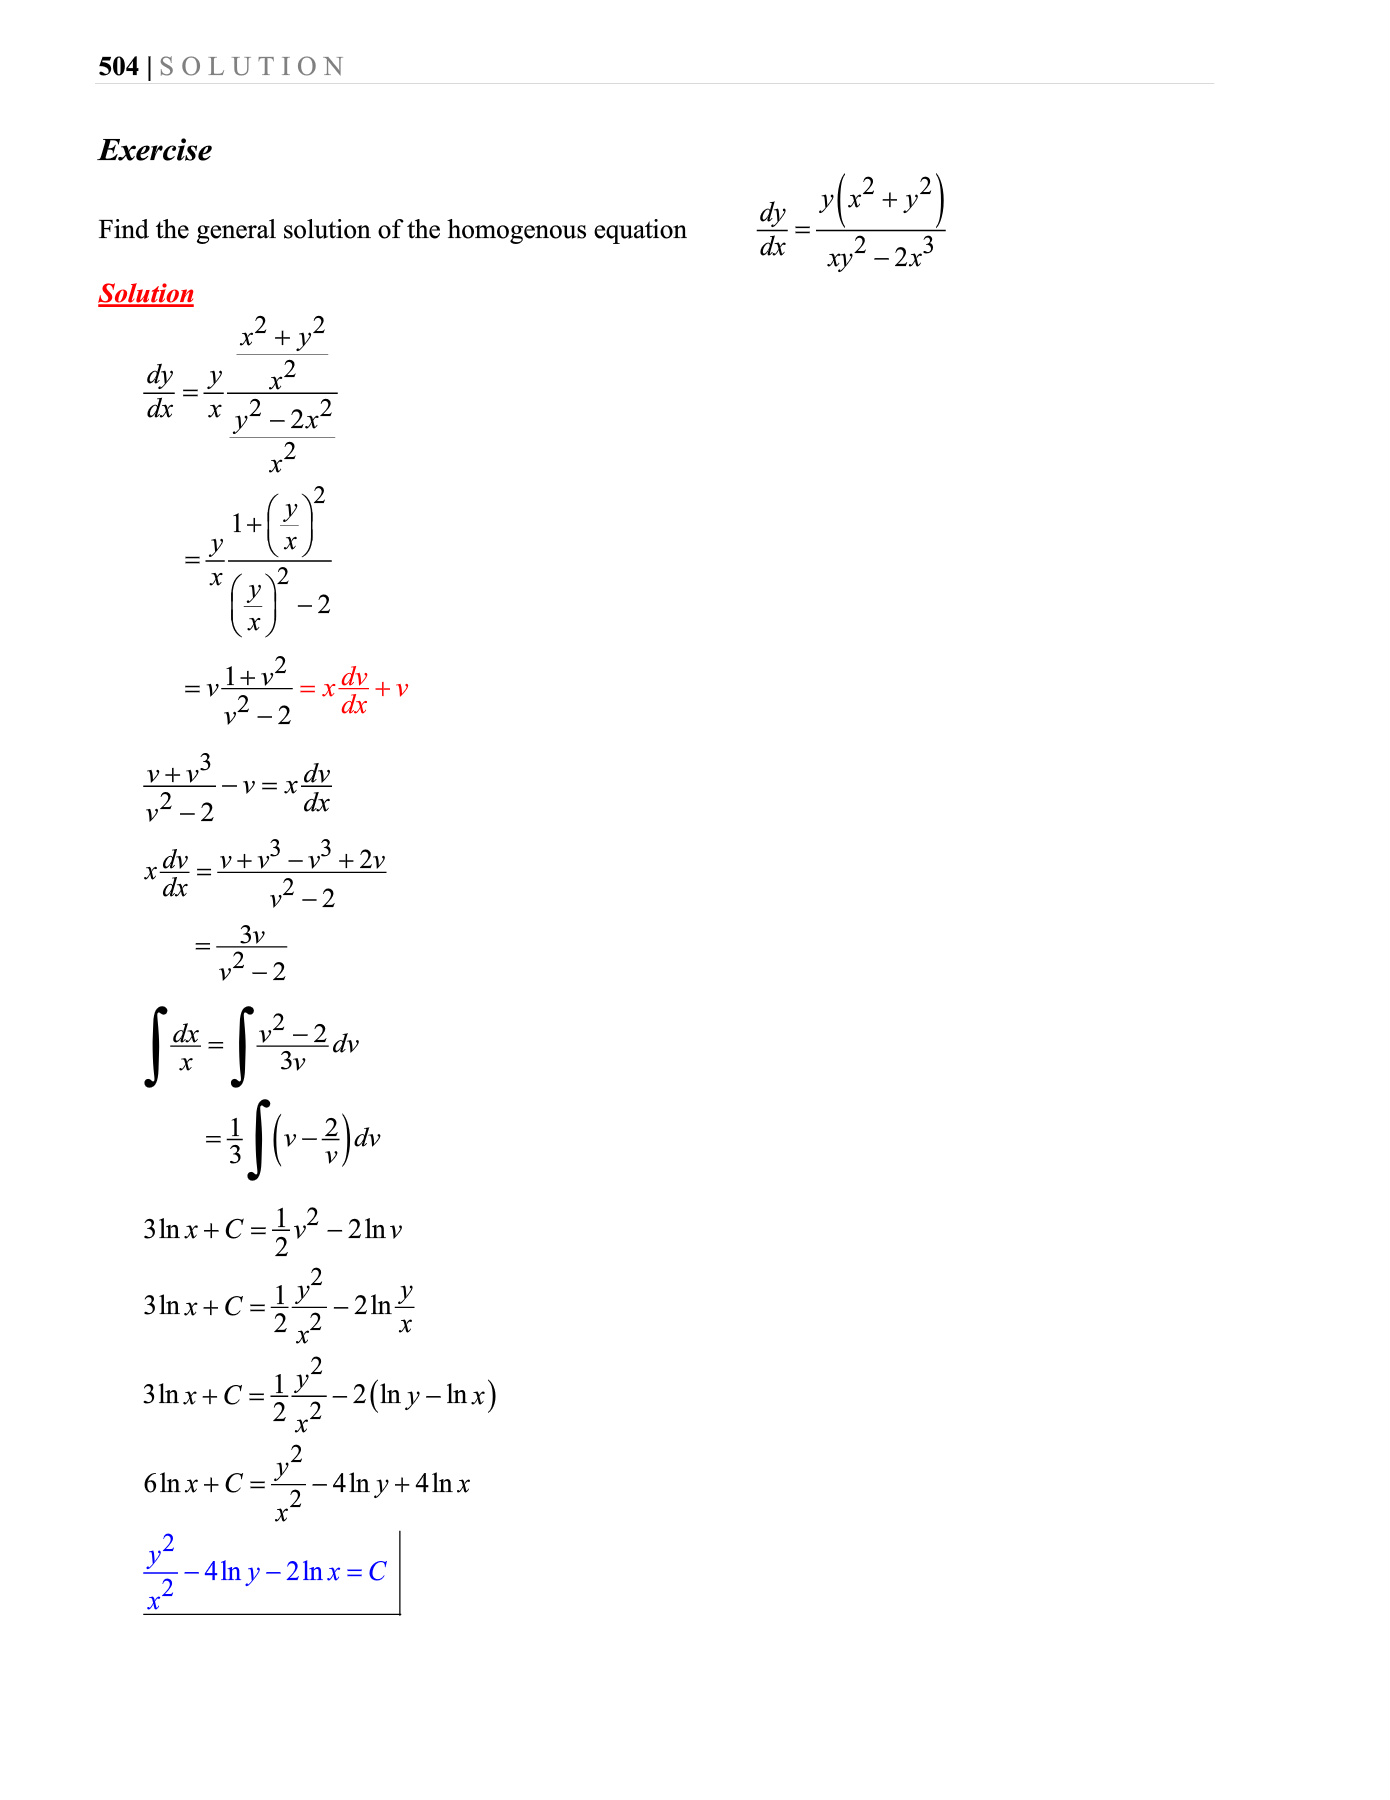 504 | S O L U T I O N
Exercise
Find the general solution of the homogenous equation \frac{dy}{dx} = \frac{y(x^2 + y^2)}{xy^2 - 2x^3}
Solution
\frac{dy}{dx} = \frac{y}{x} \frac{\frac{x^2 + y^2}{x^2}}{\frac{y^2 - 2x^2}{x^2}}
= \frac{y}{x} \frac{1 + \left(\frac{y}{x}\right)^2}{\left(\frac{y}{x}\right)^2 - 2}
= v \frac{1 + v^2}{v^2 - 2} = x \frac{dv}{dx} + v
\frac{v + v^3}{v^2 - 2} - v = x \frac{dv}{dx}
x \frac{dv}{dx} = \frac{v + v^3 - v^3 + 2v}{v^2 - 2}
= \frac{3v}{v^2 - 2}
\int \frac{dx}{x} = \int \frac{v^2 - 2}{3v} dv
= \frac{1}{3} \int \left(v - \frac{2}{v}\right) dv
3 \ln x + C = \frac{1}{2} v^2 - 2 \ln v
3 \ln x + C = \frac{1}{2} \frac{y^2}{x^2} - 2 \ln \frac{y}{x}
3 \ln x + C = \frac{1}{2} \frac{y^2}{x^2} - 2(\ln y - \ln x)
6 \ln x + C = \frac{y^2}{x^2} - 4 \ln y + 4 \ln x
\frac{y^2}{x^2} - 4 \ln y - 2 \ln x = C